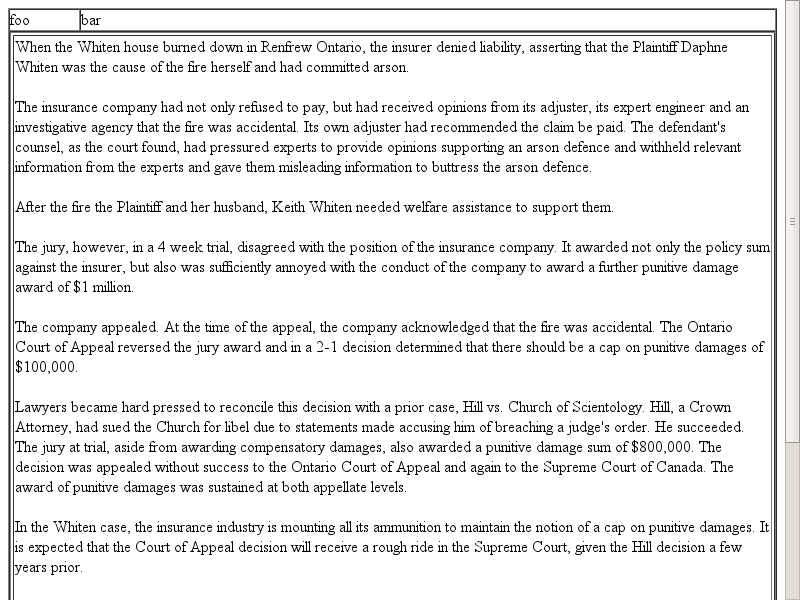 foo bar
When the Whiten house burned down in Renfrew Ontario, the insurer denied liability, asserting that the Plaintiff Daphne
Whiten was the cause of the fire herself and had committed arson.
The insurance company had not only refused to pay, but had received opinions from its adjuster, its expert engineer and an
investigative agency that the fire was accidental. Its own adjuster had recommended the claim be paid. The defendant's
counsel, as the court found, had pressured experts to provide opinions supporting an arson defence and withheld relevant
information from the experts and gave them misleading information to buttress the arson defence.
After the fire the Plaintiff and her husband, Keith Whiten needed welfare assistance to support them.
The jury, however, in a 4 week trial, disagreed with the position of the insurance company. It awarded not only the policy sum
against the insurer, but also was sufficiently annoyed with the conduct of the company to award a further punitive damage
award of $1 million.
The company appealed. At the time of the appeal, the company acknowledged that the fire was accidental. The Ontario
Court of Appeal reversed the jury award and in a 2-1 decision determined that there should be a cap on punitive damages of
$100,000.
Lawyers became hard pressed to reconcile this decision with a prior case, Hill vs. Church of Scientology. Hill, a Crown
Attorney, had sued the Church for libel due to statements made accusing him of breaching a judge's order. He succeeded.
The jury at trial, aside from awarding compensatory damages, also awarded a punitive damage sum of $800,000. The
decision was appealed without success to the Ontario Court of Appeal and again to the Supreme Court of Canada. The
award of punitive damages was sustained at both appellate levels.
In the Whiten case, the insurance industry is mounting all its ammunition to maintain the notion of a cap on punitive damages. It
is expected that the Court of Appeal decision will receive a rough ride in the Supreme Court, given the Hill decision a few
years prior.